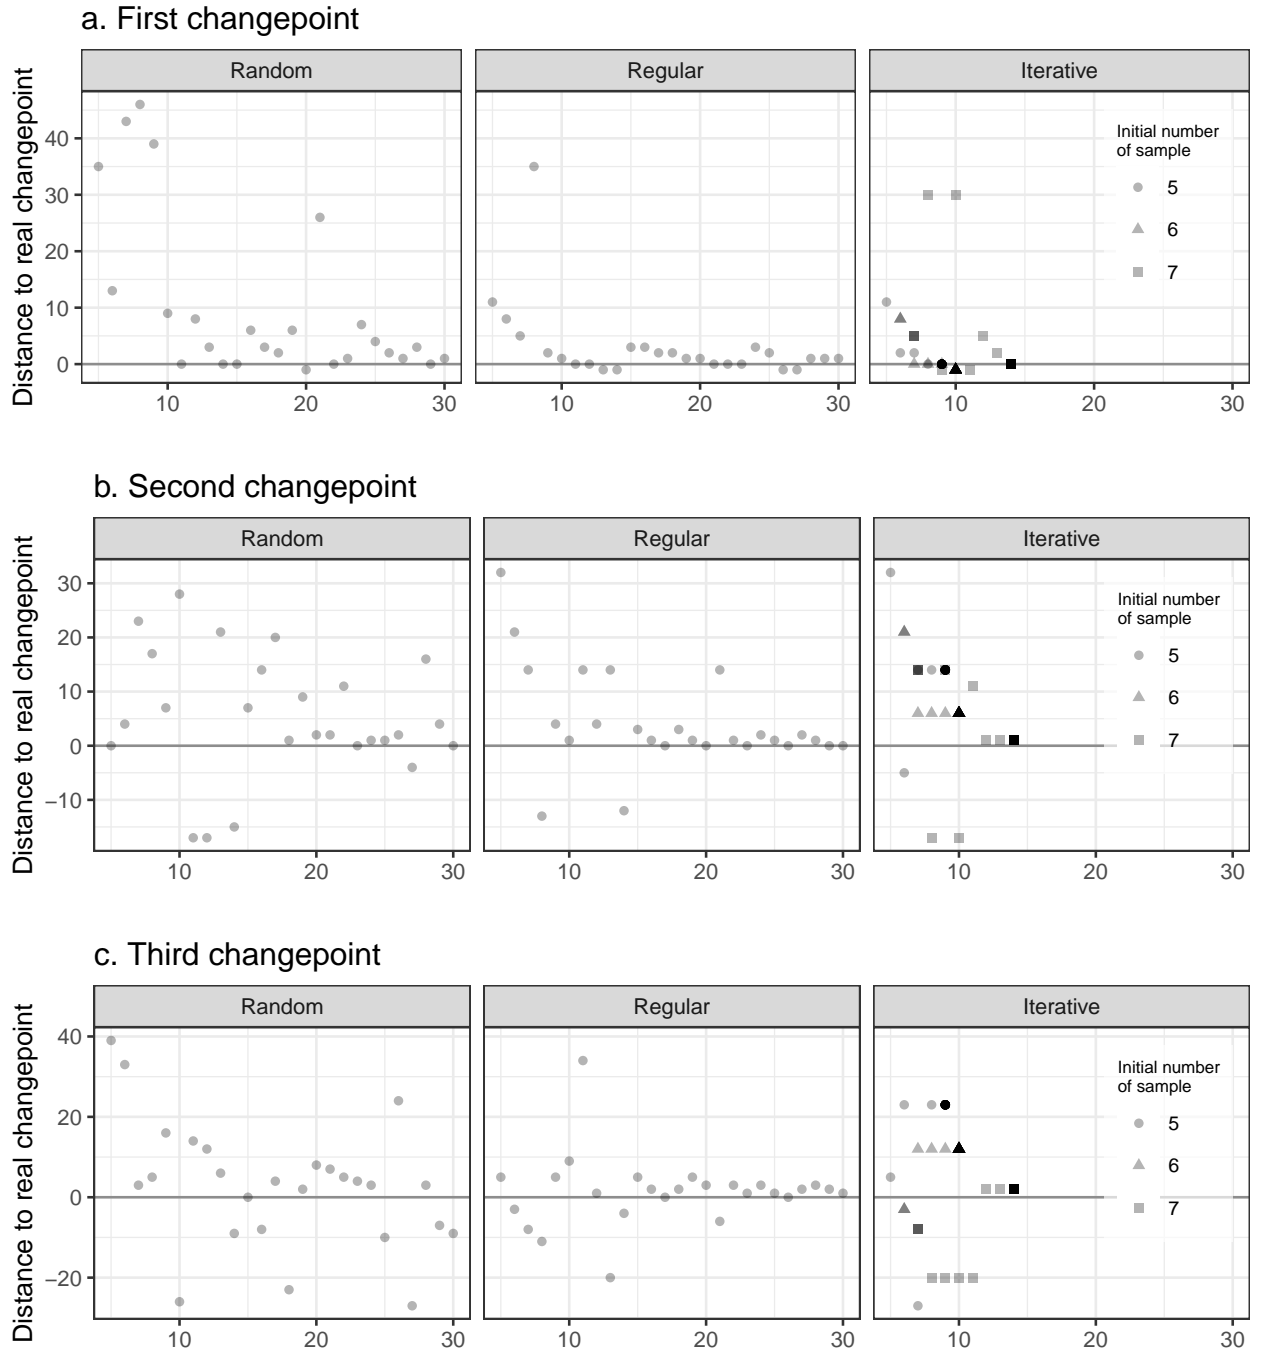 a. First changepoint
Random
Regular
Iterative
Distance to real changepoint
40
30
20
10
0
Initial number
of sample
5
6
7
10
20
30
10
20
30
10
20
30
b. Second changepoint
Random
Regular
Iterative
Distance to real changepoint
30
20
10
0
−10
Initial number
of sample
5
6
7
10
20
30
10
20
30
10
20
30
c. Third changepoint
Random
Regular
Iterative
Distance to real changepoint
40
20
0
−20
Initial number
of sample
5
6
7
10
20
30
10
20
30
10
20
30